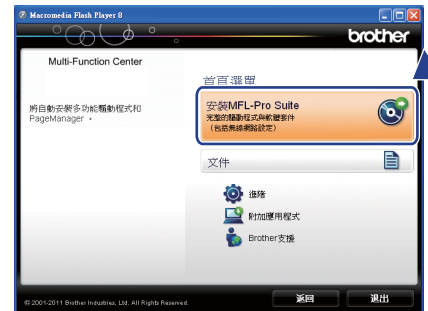 Macromedia Flash Player 8
brother
Multi-Function Center
首頁選單
將自動安裝多功能驅動程式和
PageManager。
安裝MFL-Pro Suite
完整的驅動程式與軟體套件
(包括無線網路設定)
文件
進階
附加應用程式
Brother支援
© 2001-2011 Brother Industries, Ltd. All Rights Reserved.
返回
退出